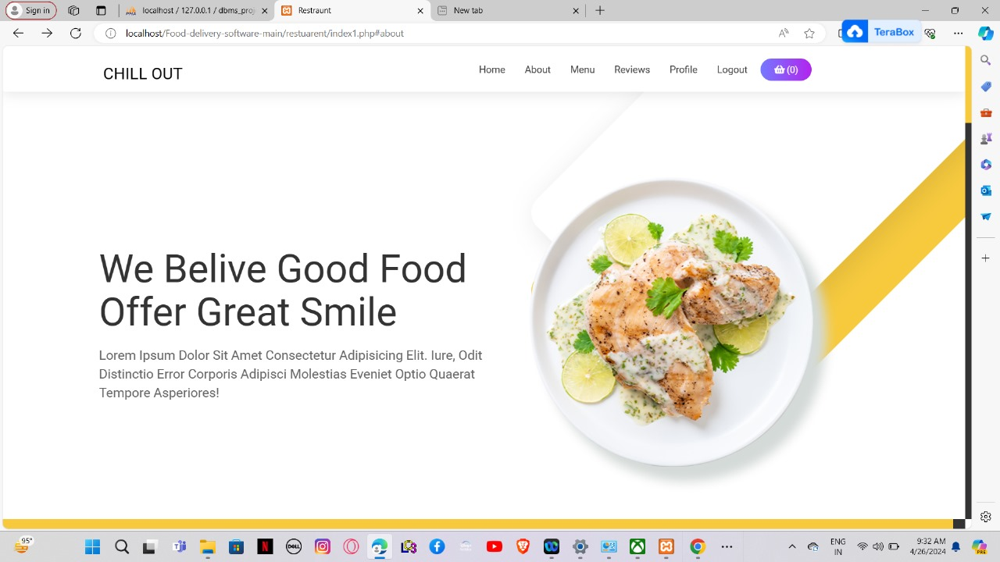 Sign in
localhost / 127.0.0.1 / dbms_proj
Restraunt
New tab
localhost/Food-delivery-software-main/restuarent/index1.php#about
TeraBox
CHILL OUT
Home About Menu Reviews Profile Logout (0)
We Belive Good Food
Offer Great Smile
Lorem Ipsum Dolor Sit Amet Consectetur Adipisicing Elit. Iure, Odit
Distinctio Error Corporis Adipisci Molestias Eveniet Optio Quaerat
Tempore Asperiores!
95°
DELL
ENG
IN
9:32 AM
4/26/2024
PRE